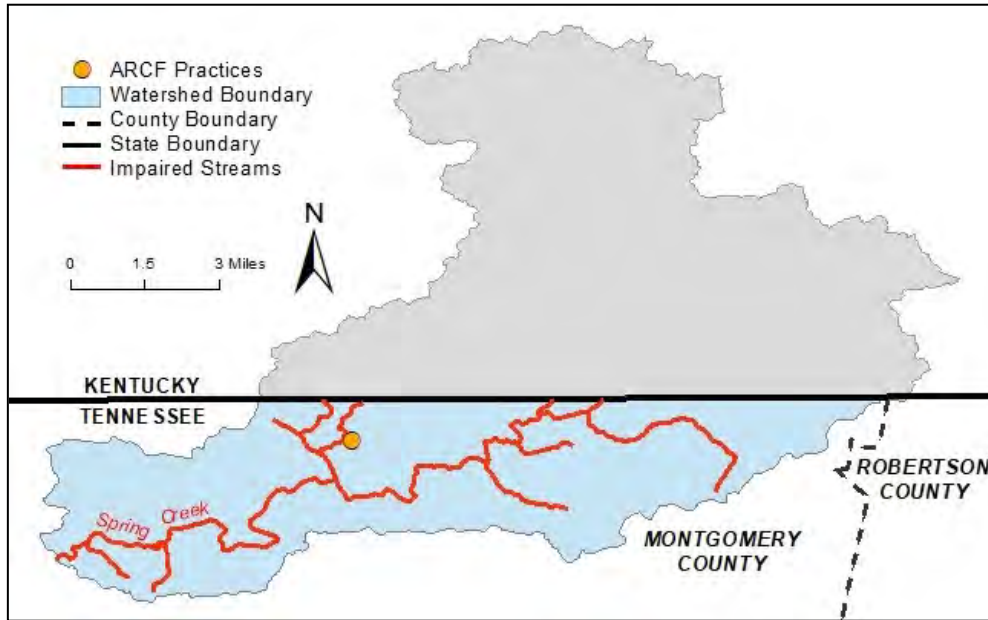 ARCF Practices
Watershed Boundary
County Boundary
State Boundary
Impaired Streams
N
0 1.5 3 Miles
KENTUCKY
TENNESSEE
Spring Creek
ROBERTSON
COUNTY
MONTGOMERY
COUNTY